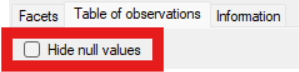 Facets Table of observations Information
Hide null values